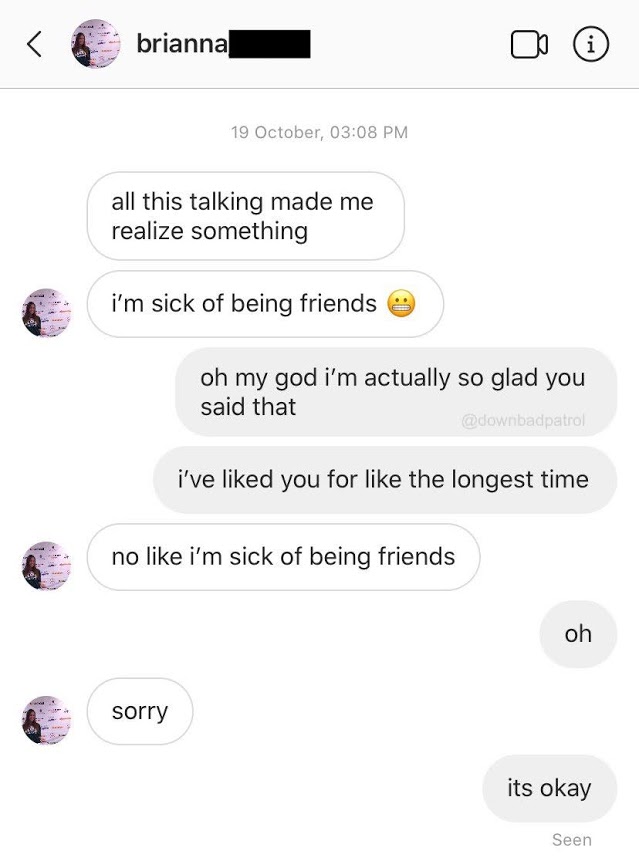 brianna
19 October, 03:08 PM
all this talking made me
realize something
i'm sick of being friends 😬
oh my god i'm actually so glad you
said that
@downbadpatrol
i've liked you for like the longest time
no like i'm sick of being friends
oh
sorry
its okay
Seen